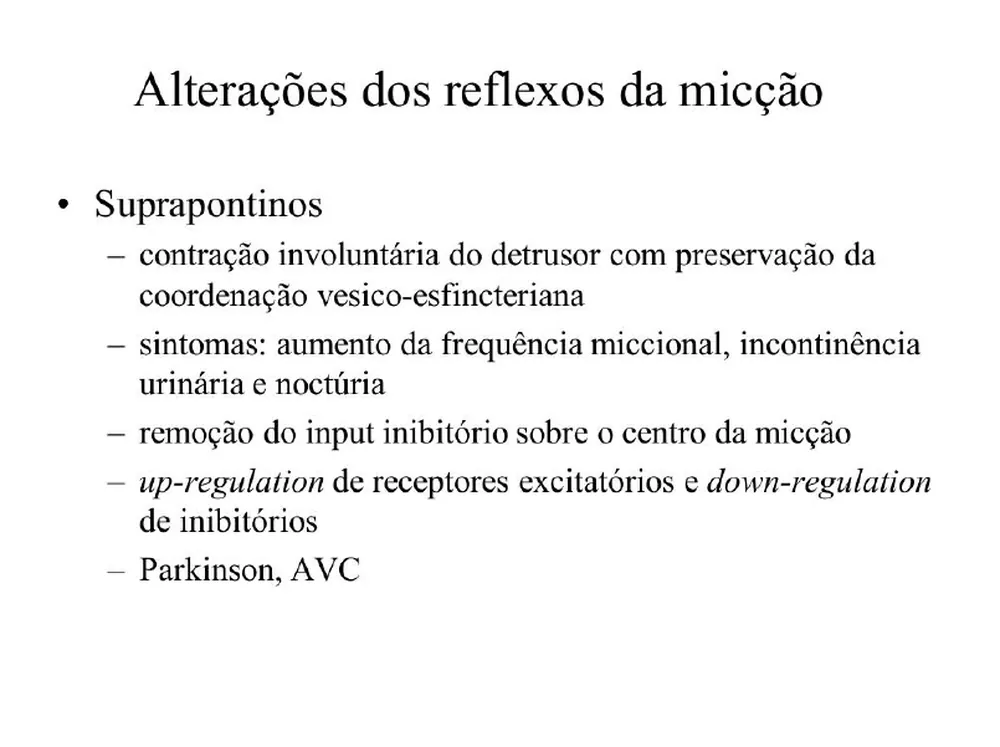 Alterações dos reflexos da micção
• Suprapontinos
– contração involuntária do detrusor com preservação da
coordenação vesico-esfincteriana
– sintomas: aumento da frequência miccional, incontinência
urinária e noctúria
– remoção do input inibitório sobre o centro da micção
– up-regulation de receptores excitatórios e down-regulation
de inibitórios
– Parkinson, AVC